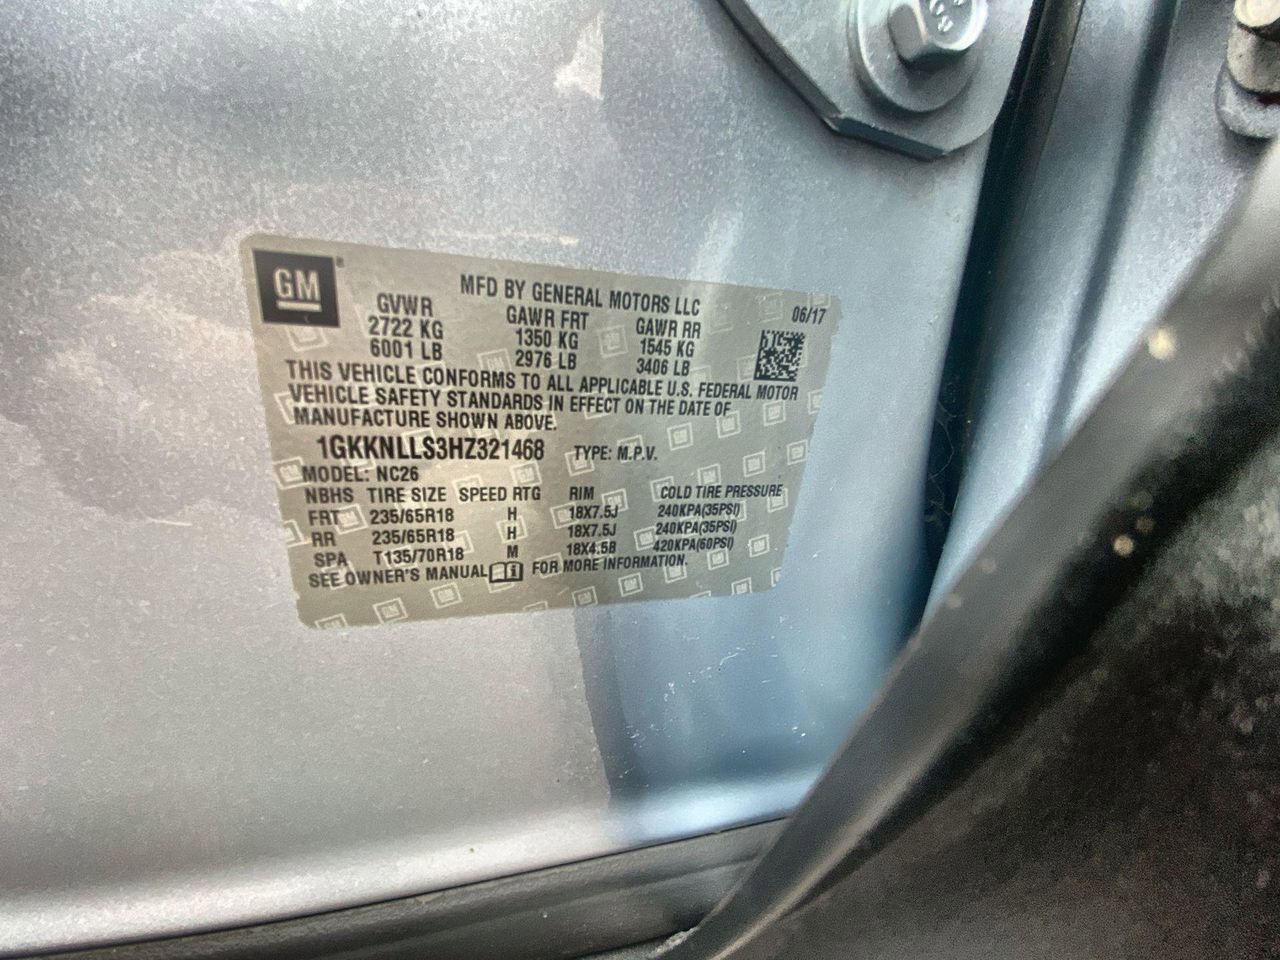 GM
MFD BY GENERAL MOTORS LLC
06/17
GVWR GAWR FRT GAWR RR
2722 KG 1350 KG 1545 KG
6001 LB 2976 LB 3406 LB
THIS VEHICLE CONFORMS TO ALL APPLICABLE U.S. FEDERAL MOTOR
VEHICLE SAFETY STANDARDS IN EFFECT ON THE DATE OF
MANUFACTURE SHOWN ABOVE.
1GKKNLLS3HZ321468 TYPE: M.P.V.
MODEL: NC26
NBHS TIRE SIZE SPEED RTG RIM COLD TIRE PRESSURE
FRT 235/65R18 H 18X7.5J 240KPA(35PSI)
RR 235/65R18 H 18X7.5J 240KPA(35PSI)
SPA T135/70R18 M 18X4.5B 420KPA(60PSI)
SEE OWNER'S MANUAL FOR MORE INFORMATION.